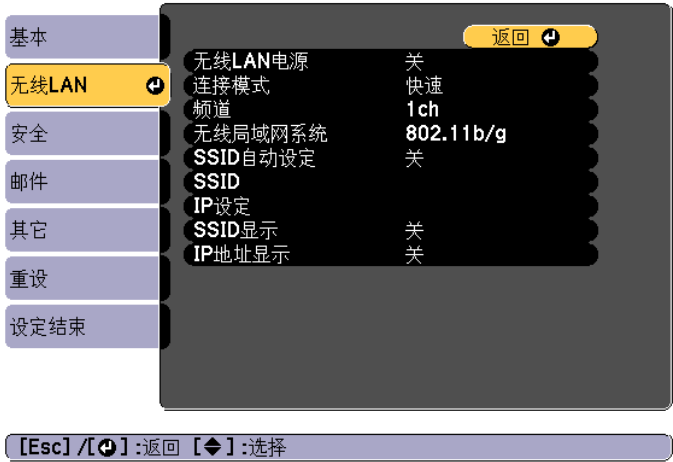 基本
无线LAN
安全
邮件
其它
重设
设定结束
返回
无线LAN电源 关
连接模式 快速
频道 1ch
无线局域网系统 802.11b/g
SSID自动设定 关
SSID
IP设定
SSID显示 关
IP地址显示 关
[Esc] /[⏎] :返回 [◆] :选择